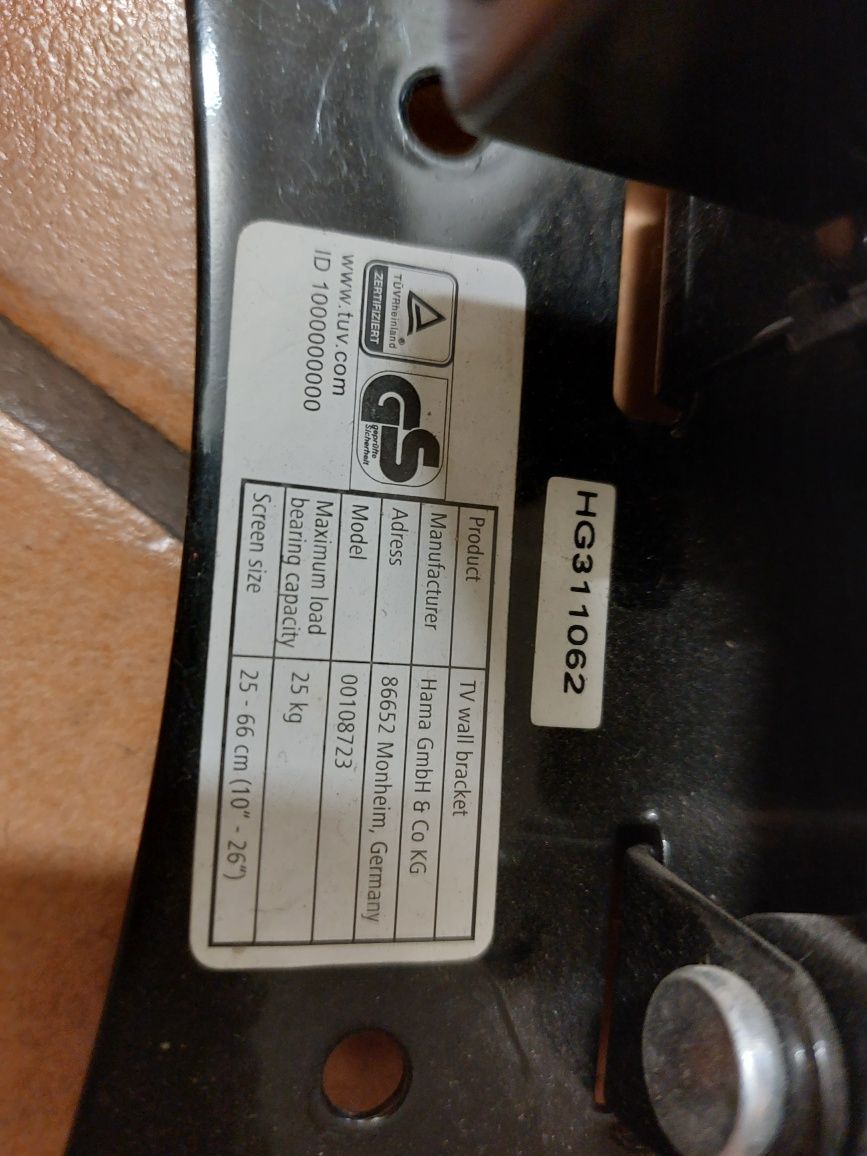 TÜVRheinland®
ZERTIFIZIERT
GS
geprüfte
Sicherheit
www.tuv.com
ID 1000000000
Product TV wall bracket
Manufacturer Hama GmbH & Co KG
Adress 86652 Monheim, Germany
Model 00108723
Maximum load
bearing capacity 25 kg
Screen size 25 - 66 cm (10" - 26")
HG311062